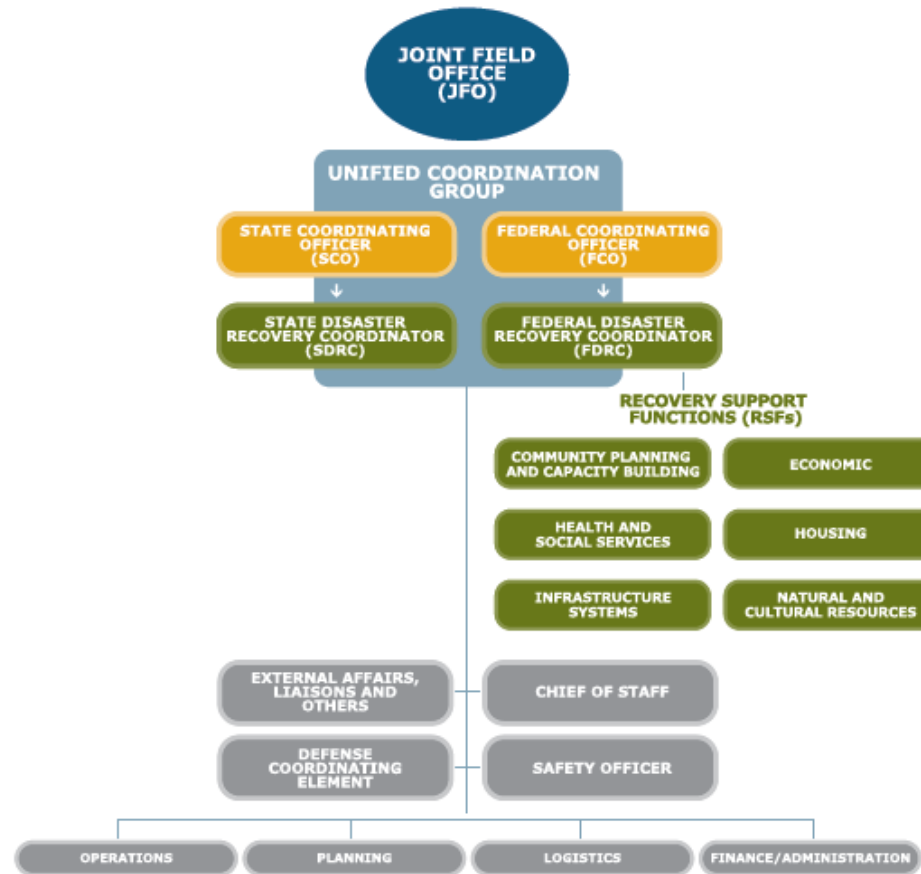 JOINT FIELD
OFFICE
(JFO)
UNIFIED COORDINATION
GROUP
STATE COORDINATING
OFFICER
(SCO)
FEDERAL COORDINATING
OFFICER
(FCO)
STATE DISASTER
RECOVERY COORDINATOR
(SDRC)
FEDERAL DISASTER
RECOVERY COORDINATOR
(FDRC)
RECOVERY SUPPORT
FUNCTIONS (RSFs)
COMMUNITY PLANNING
AND CAPACITY BUILDING
ECONOMIC
HEALTH AND
SOCIAL SERVICES
HOUSING
INFRASTRUCTURE
SYSTEMS
NATURAL AND
CULTURAL RESOURCES
EXTERNAL AFFAIRS,
LIAISONS AND
OTHERS
CHIEF OF STAFF
DEFENSE
COORDINATING
ELEMENT
SAFETY OFFICER
OPERATIONS
PLANNING
LOGISTICS
FINANCE/ADMINISTRATION